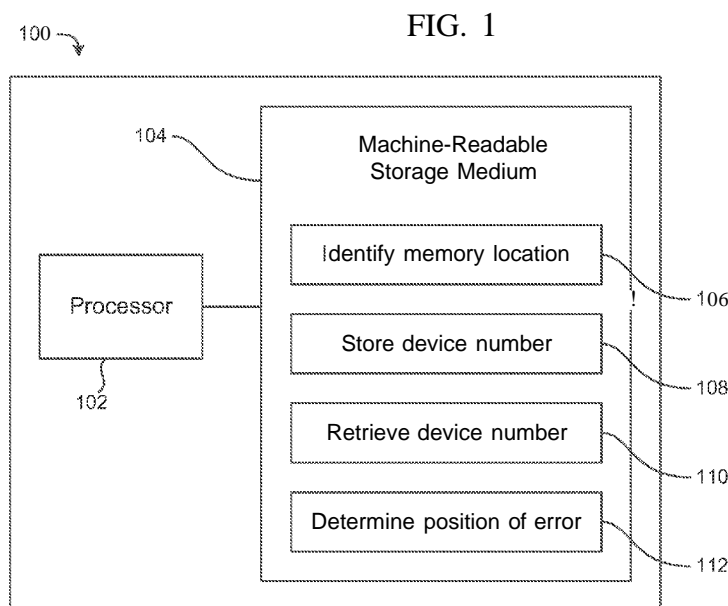 FIG. 1
100
104
Machine-Readable
Storage Medium
Identify memory location
106
!
Processor
102
Store device number
108
Retrieve device number
110
Determine position of error
112